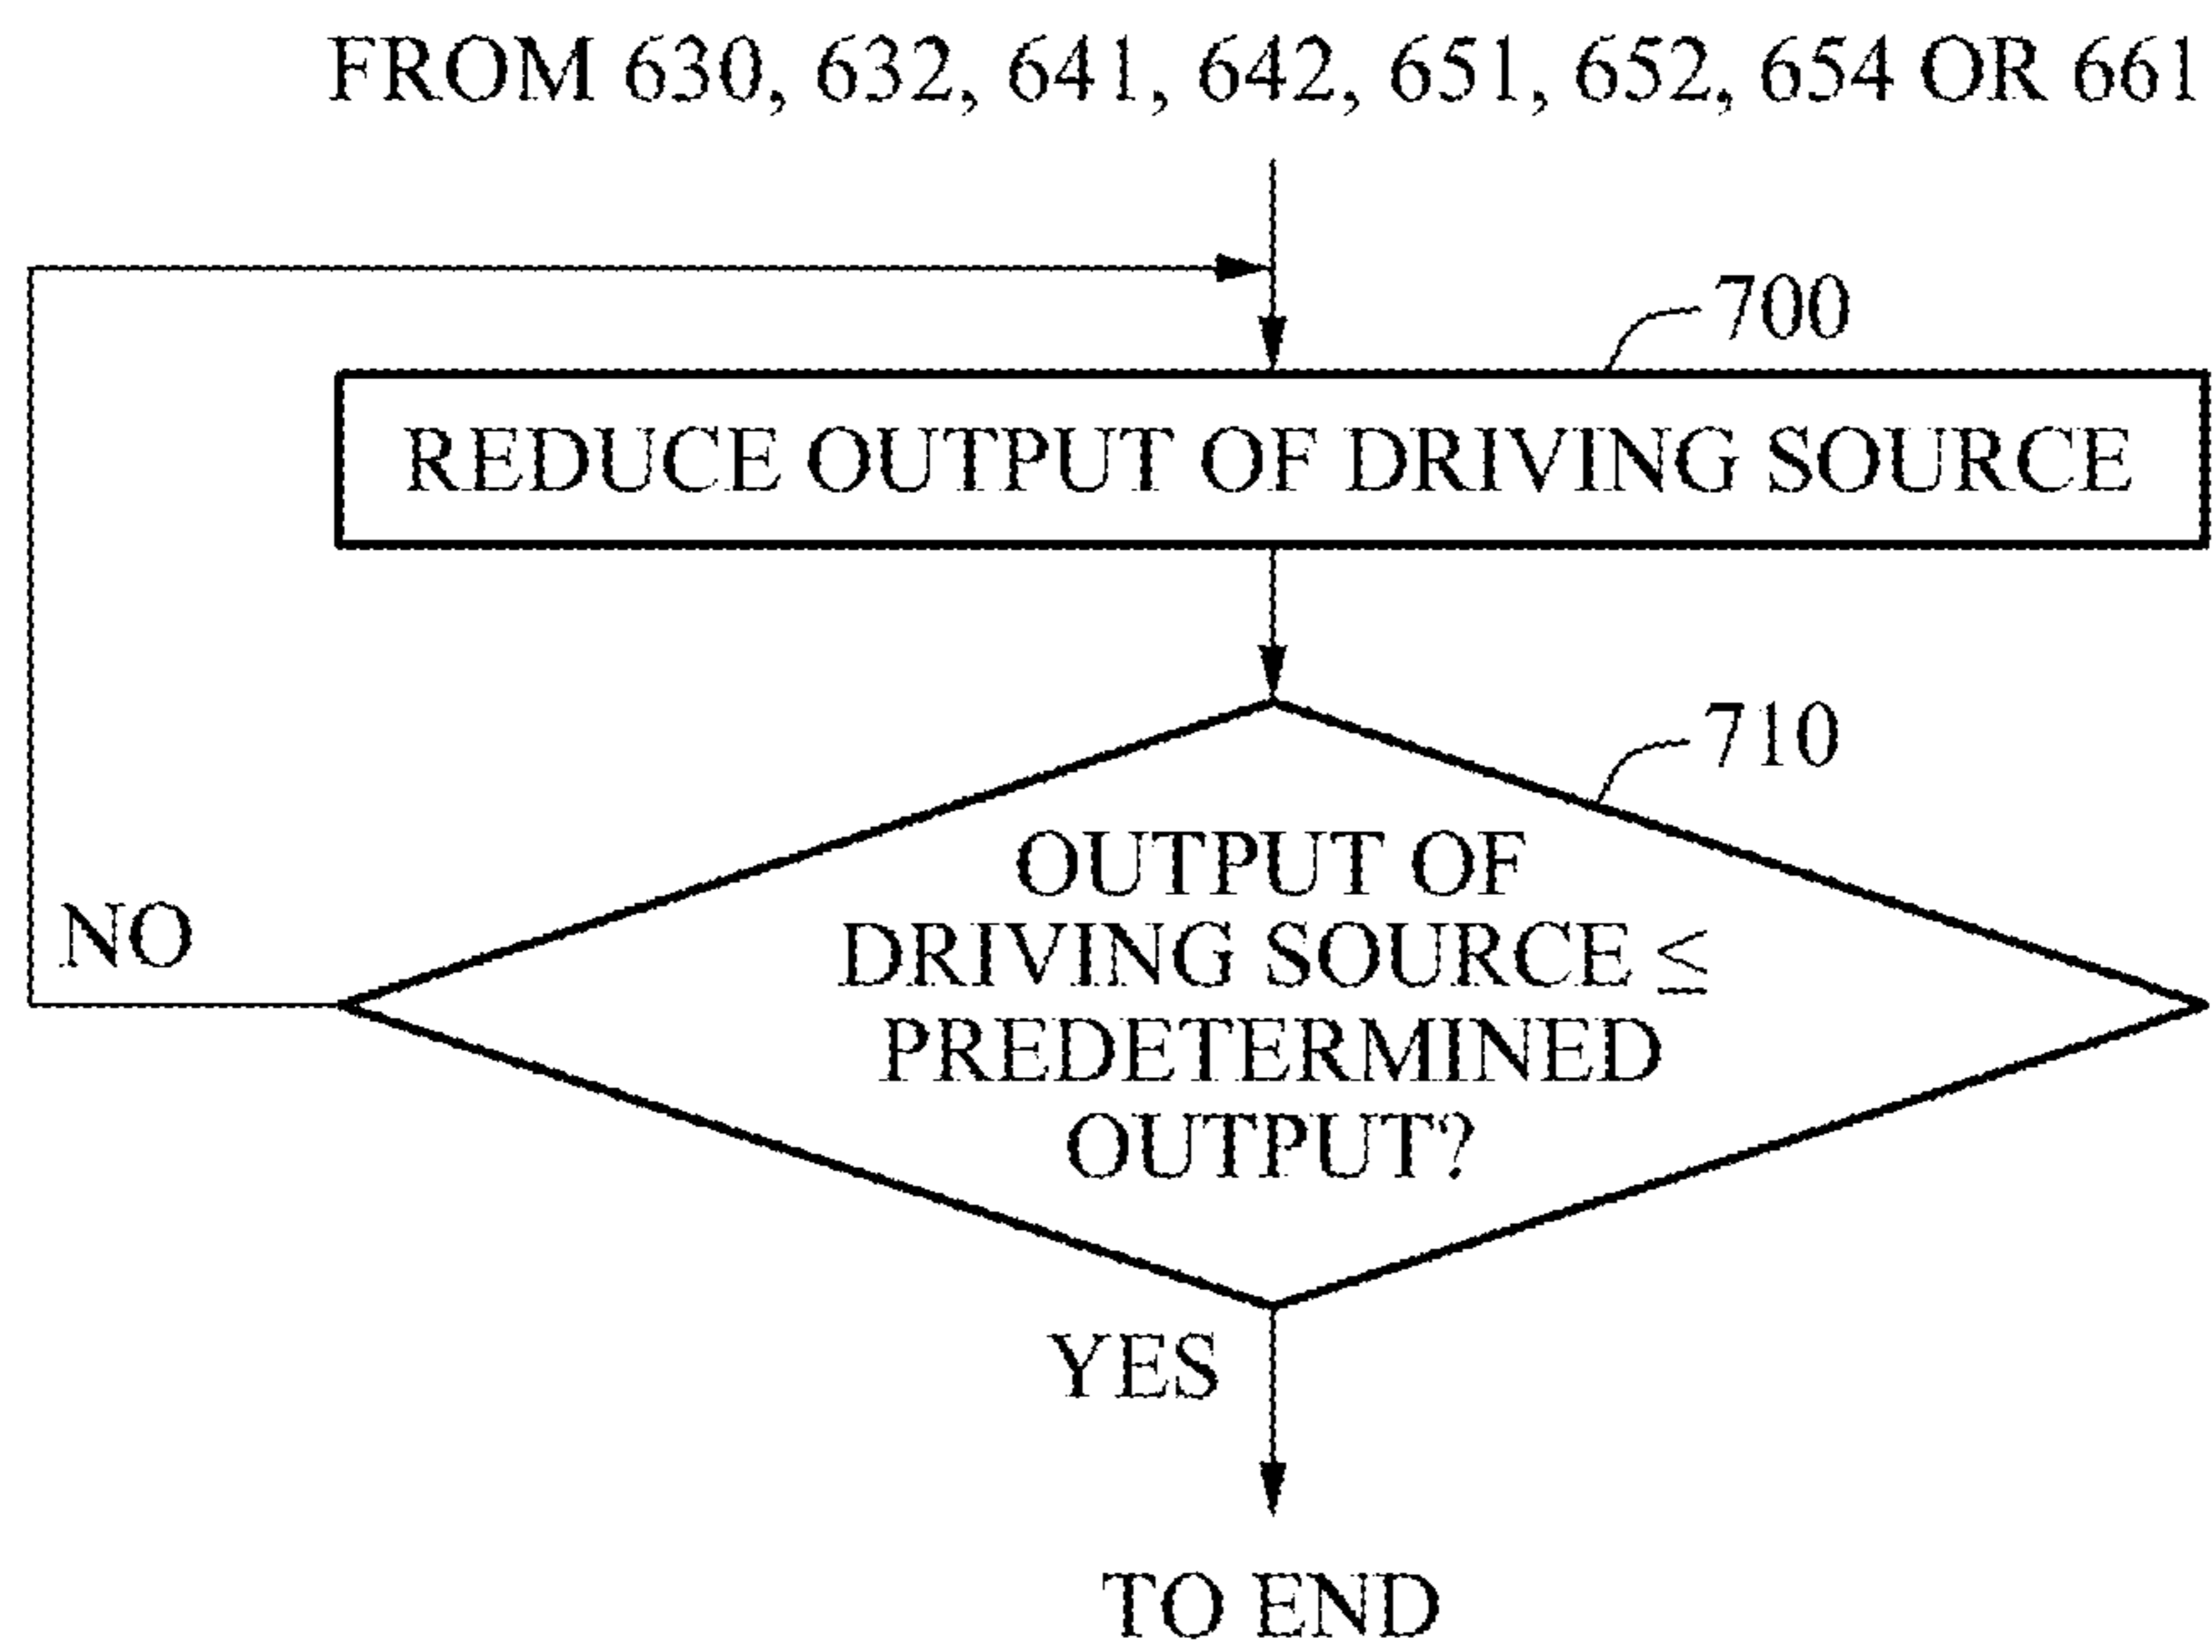 FROM 630, 632, 641, 642, 651, 652, 654 OR 661
700
REDUCE OUTPUT OF DRIVING SOURCE
710
OUTPUT OF
DRIVING SOURCE ≤
PREDETERMINED
OUTPUT?
NO
YES
TO END